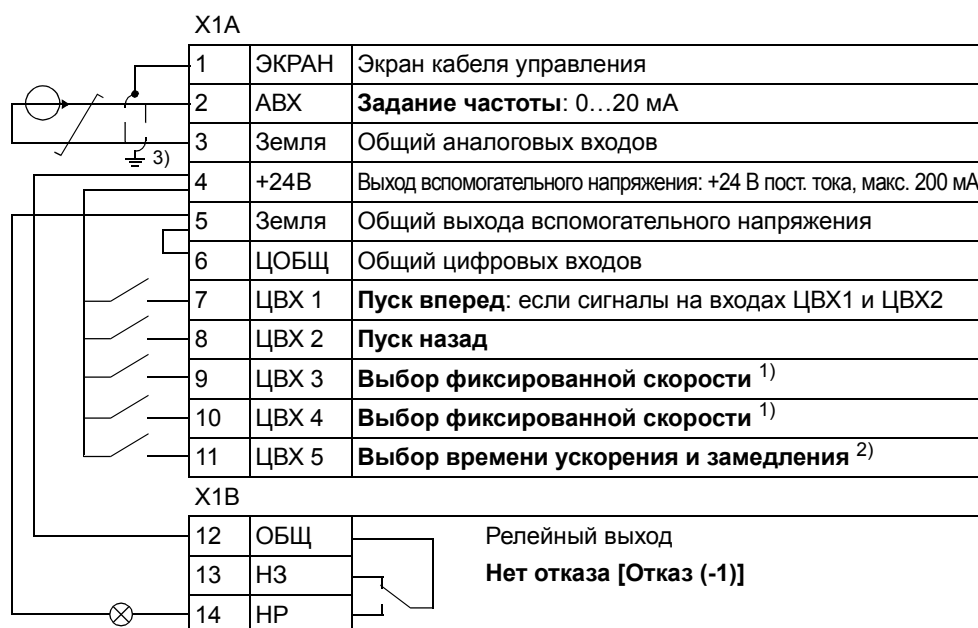 X1A
1 ЭКРАН Экран кабеля управления
2 АВХ Задание частоты: 0…20 мА
3 Земля Общий аналоговых входов
3)
4 +24В Выход вспомогательного напряжения: +24 В пост. тока, макс. 200 мА
5 Земля Общий выхода вспомогательного напряжения
6 ЦОБЩ Общий цифровых входов
7 ЦВХ 1 Пуск вперед: если сигналы на входах ЦВХ1 и ЦВХ2
8 ЦВХ 2 Пуск назад
9 ЦВХ 3 Выбор фиксированной скорости 1)
10 ЦВХ 4 Выбор фиксированной скорости 1)
11 ЦВХ 5 Выбор времени ускорения и замедления 2)
X1B
12 ОБЩ Релейный выход
13 НЗ Нет отказа [Отказ (-1)]
14 НР